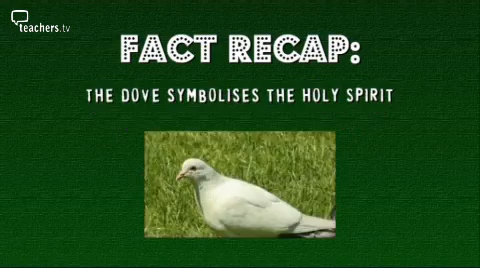 teachers.tv
FACT RECAP:
THE DOVE SYMBOLISES THE HOLY SPIRIT